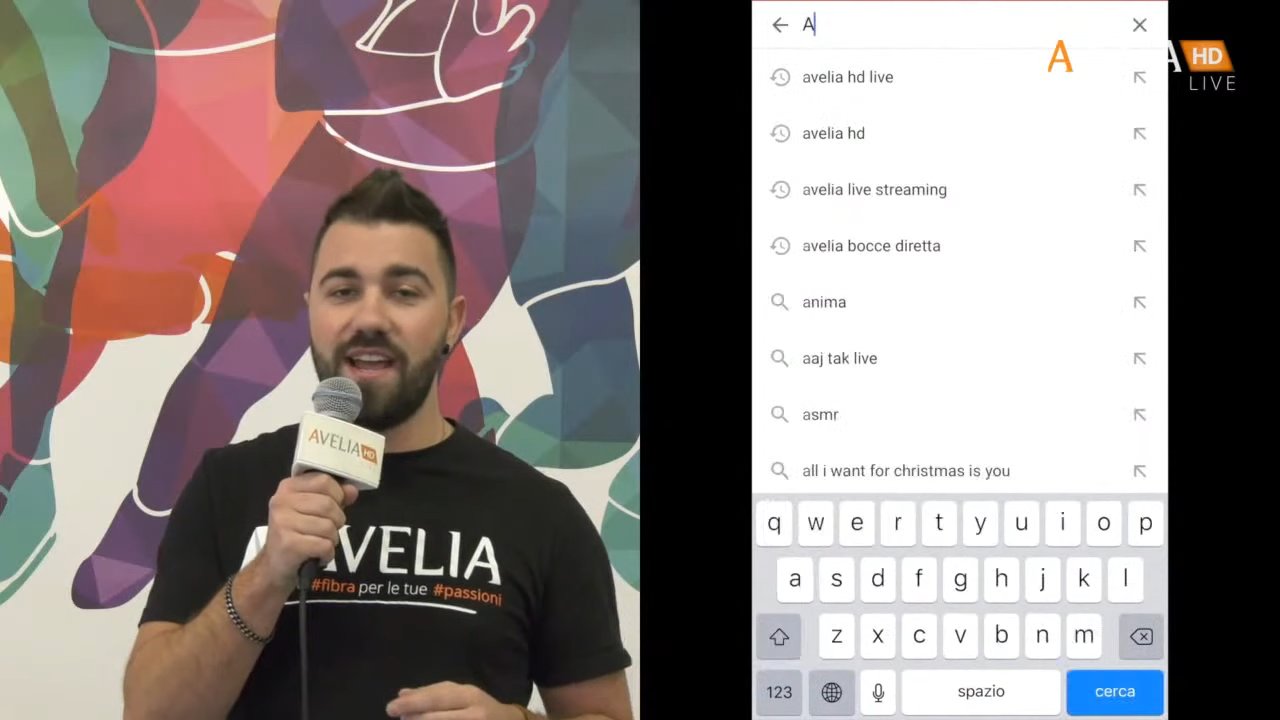 A
A HD
LIVE
avelia hd live
avelia hd
avelia live streaming
avelia bocce diretta
anima
aaj tak live
asmr
all i want for christmas is you
q w e r t y u i o p
a s d f g h j k l
z x c v b n m
123 spazio cerca
AVELIA HD
AVELIA
#fibra per le tue #passioni